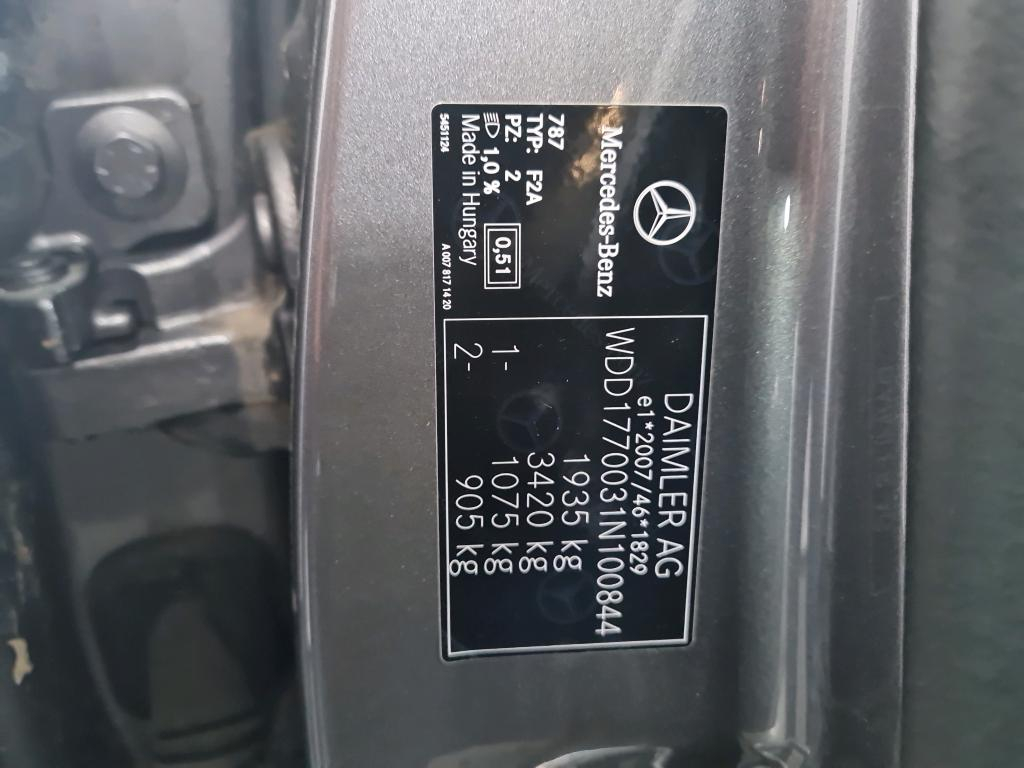 Mercedes-Benz
787
TYP: F2A
PZ: 2
1,0 %
0,51
Made in Hungary
5451124
A 007 817 14 20
DAIMLER AG
e1*2007/46*1829
WDD1770031N100844
1935 kg
3420 kg
1- 1075 kg
2- 905 kg